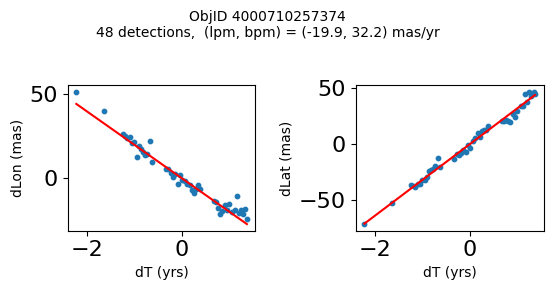 ObjID 4000710257374
48 detections,  (lpm, bpm) = (-19.9, 32.2) mas/yr
50
0
dLon (mas)
−2
0
dT (yrs)
50
0
−50
dLat (mas)
−2
0
dT (yrs)